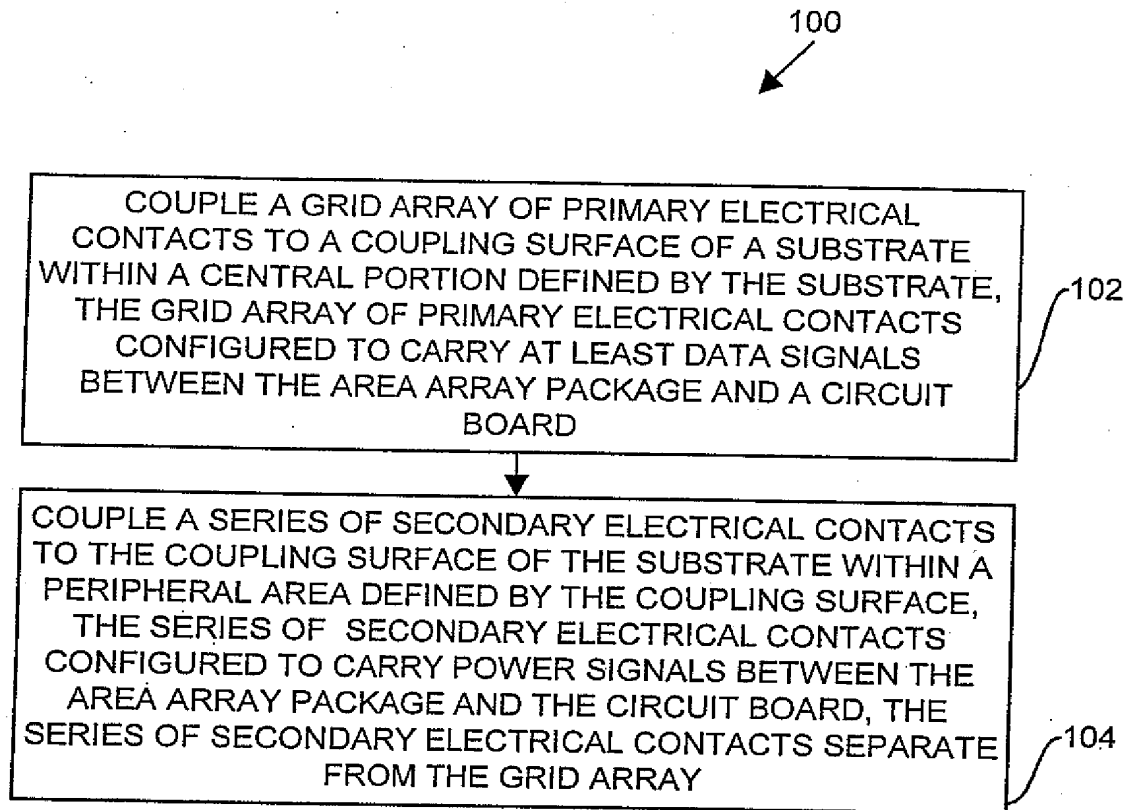 100
COUPLE A GRID ARRAY OF PRIMARY ELECTRICAL
CONTACTS TO A COUPLING SURFACE OF A SUBSTRATE
WITHIN A CENTRAL PORTION DEFINED BY THE SUBSTRATE,
THE GRID ARRAY OF PRIMARY ELECTRICAL CONTACTS
CONFIGURED TO CARRY AT LEAST DATA SIGNALS
BETWEEN THE AREA ARRAY PACKAGE AND A CIRCUIT
BOARD
102
COUPLE A SERIES OF SECONDARY ELECTRICAL CONTACTS
TO THE COUPLING SURFACE OF THE SUBSTRATE WITHIN A
PERIPHERAL AREA DEFINED BY THE COUPLING SURFACE,
THE SERIES OF SECONDARY ELECTRICAL CONTACTS
CONFIGURED TO CARRY POWER SIGNALS BETWEEN THE
AREA ARRAY PACKAGE AND THE CIRCUIT BOARD, THE
SERIES OF SECONDARY ELECTRICAL CONTACTS SEPARATE
FROM THE GRID ARRAY
104